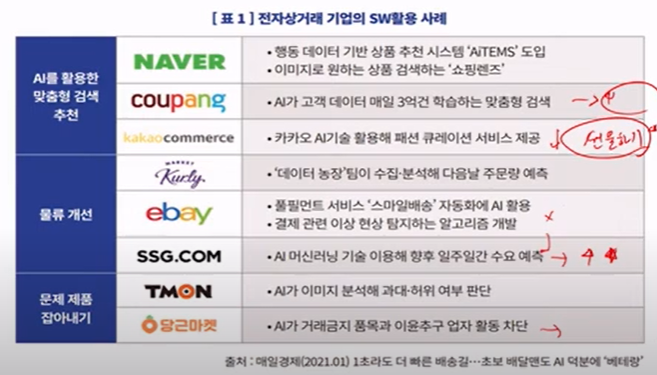 [ 표 1 ] 전자상거래 기업의 SW활용 사례
AI를 활용한
맞춤형 검색
추천
NAVER
• 행동 데이터 기반 상품 추천 시스템 ‘AiTEMS’ 도입
• 이미지로 원하는 상품 검색하는 ‘쇼핑렌즈’
coupang
• AI가 고객 데이터 매일 3억건 학습하는 맞춤형 검색
kakaocommerce
• 카카오 AI기술 활용해 패션 큐레이션 서비스 제공
선물하기
물류 개선
MARKET
Kurly.
• ‘데이터 농장’팀이 수집·분석해 다음날 주문량 예측
ebay
• 풀필먼트 서비스 ‘스마일배송’ 자동화에 AI 활용
• 결제 관련 이상 현상 탐지하는 알고리즘 개발
SSG.COM
• AI 머신러닝 기술 이용해 향후 일주일간 수요 예측
문제 제품
잡아내기
TMON
• AI가 이미지 분석해 과대·허위 여부 판단
당근마켓
• AI가 거래금지 품목과 이윤추구 업자 활동 차단
출처 : 매일경제(2021.01) 1초라도 더 빠른 배송길…초보 배달맨도 AI 덕분에 ‘베테랑’